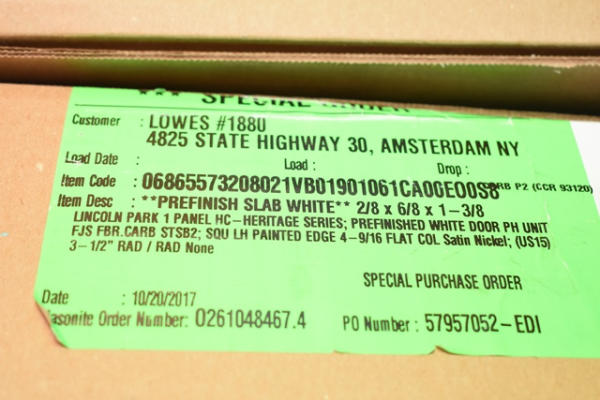 *** SPECIAL ORDER
Customer : LOWES #1880
4825 STATE HIGHWAY 30, AMSTERDAM NY
Load Date : Load : Drop :
Item Code : 06865573208021VB01901061CA00E00S8 CARB P2 (CCR 93120)
Item Desc : **PREFINISH SLAB WHITE** 2/8 x 6/8 x 1-3/8
LINCOLN PARK 1 PANEL HC-HERITAGE SERIES; PREFINISHED WHITE DOOR PH UNIT
FJS FBR.CARB STSB2; SQU LH PAINTED EDGE 4-9/16 FLAT COL Satin Nickel; (US15)
3-1/2" RAD / RAD None
SPECIAL PURCHASE ORDER
Date : 10/20/2017
asonite Order Number: 0261048467.4 PO Number : 57957052-EDI